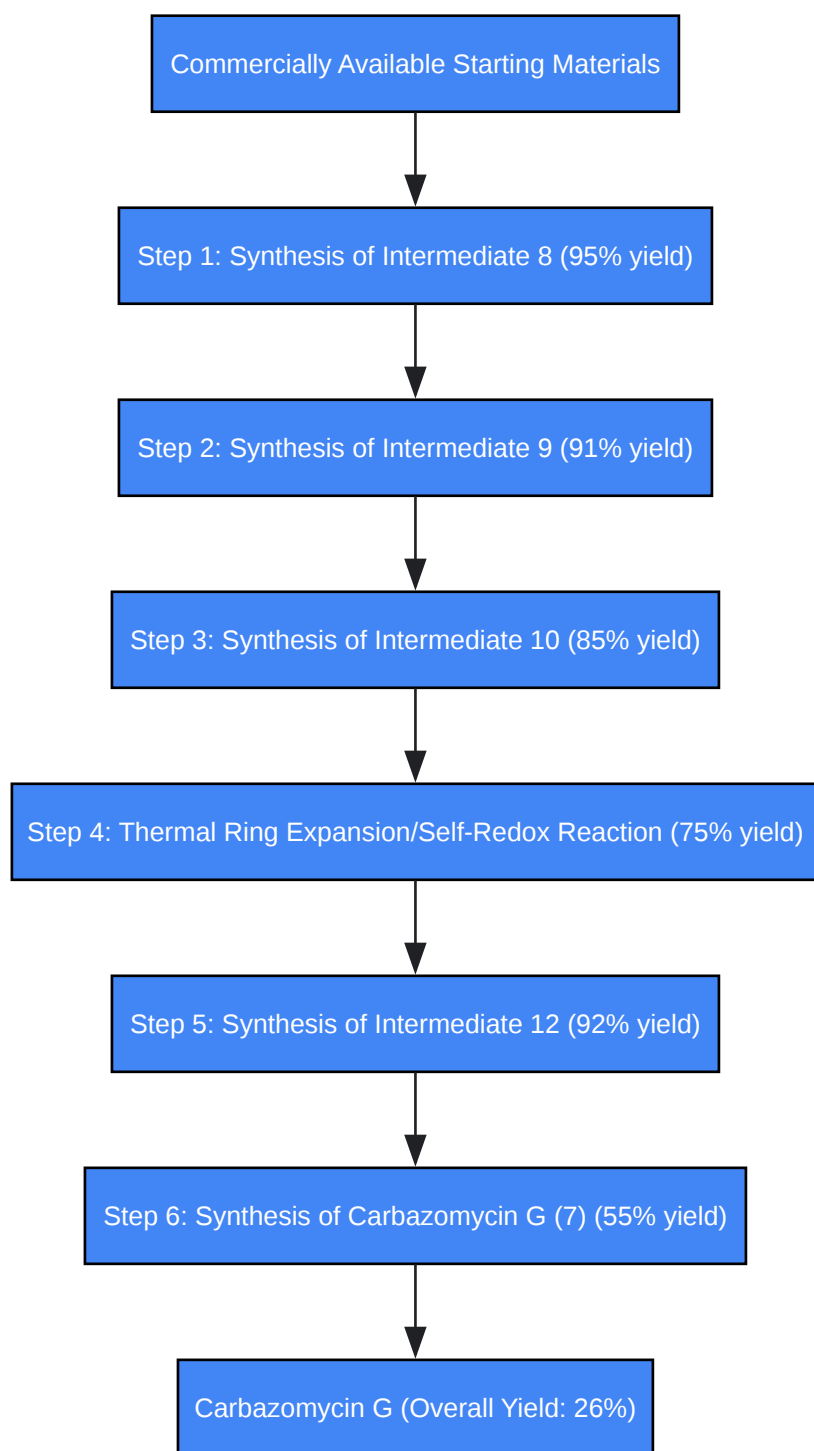 Commercially Available Starting Materials
Step 1: Synthesis of Intermediate 8 (95% yield)
Step 2: Synthesis of Intermediate 9 (91% yield)
Step 3: Synthesis of Intermediate 10 (85% yield)
Step 4: Thermal Ring Expansion/Self-Redox Reaction (75% yield)
Step 5: Synthesis of Intermediate 12 (92% yield)
Step 6: Synthesis of Carbazomycin G (7) (55% yield)
Carbazomycin G (Overall Yield: 26%)